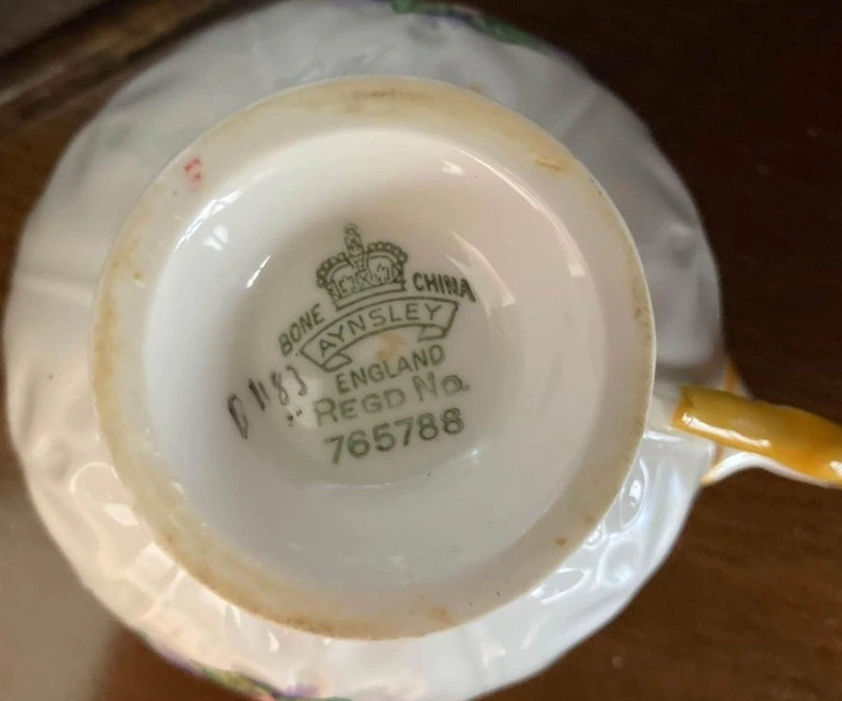 BONE CHINA
AYNSLEY
ENGLAND
REGD No.
765788